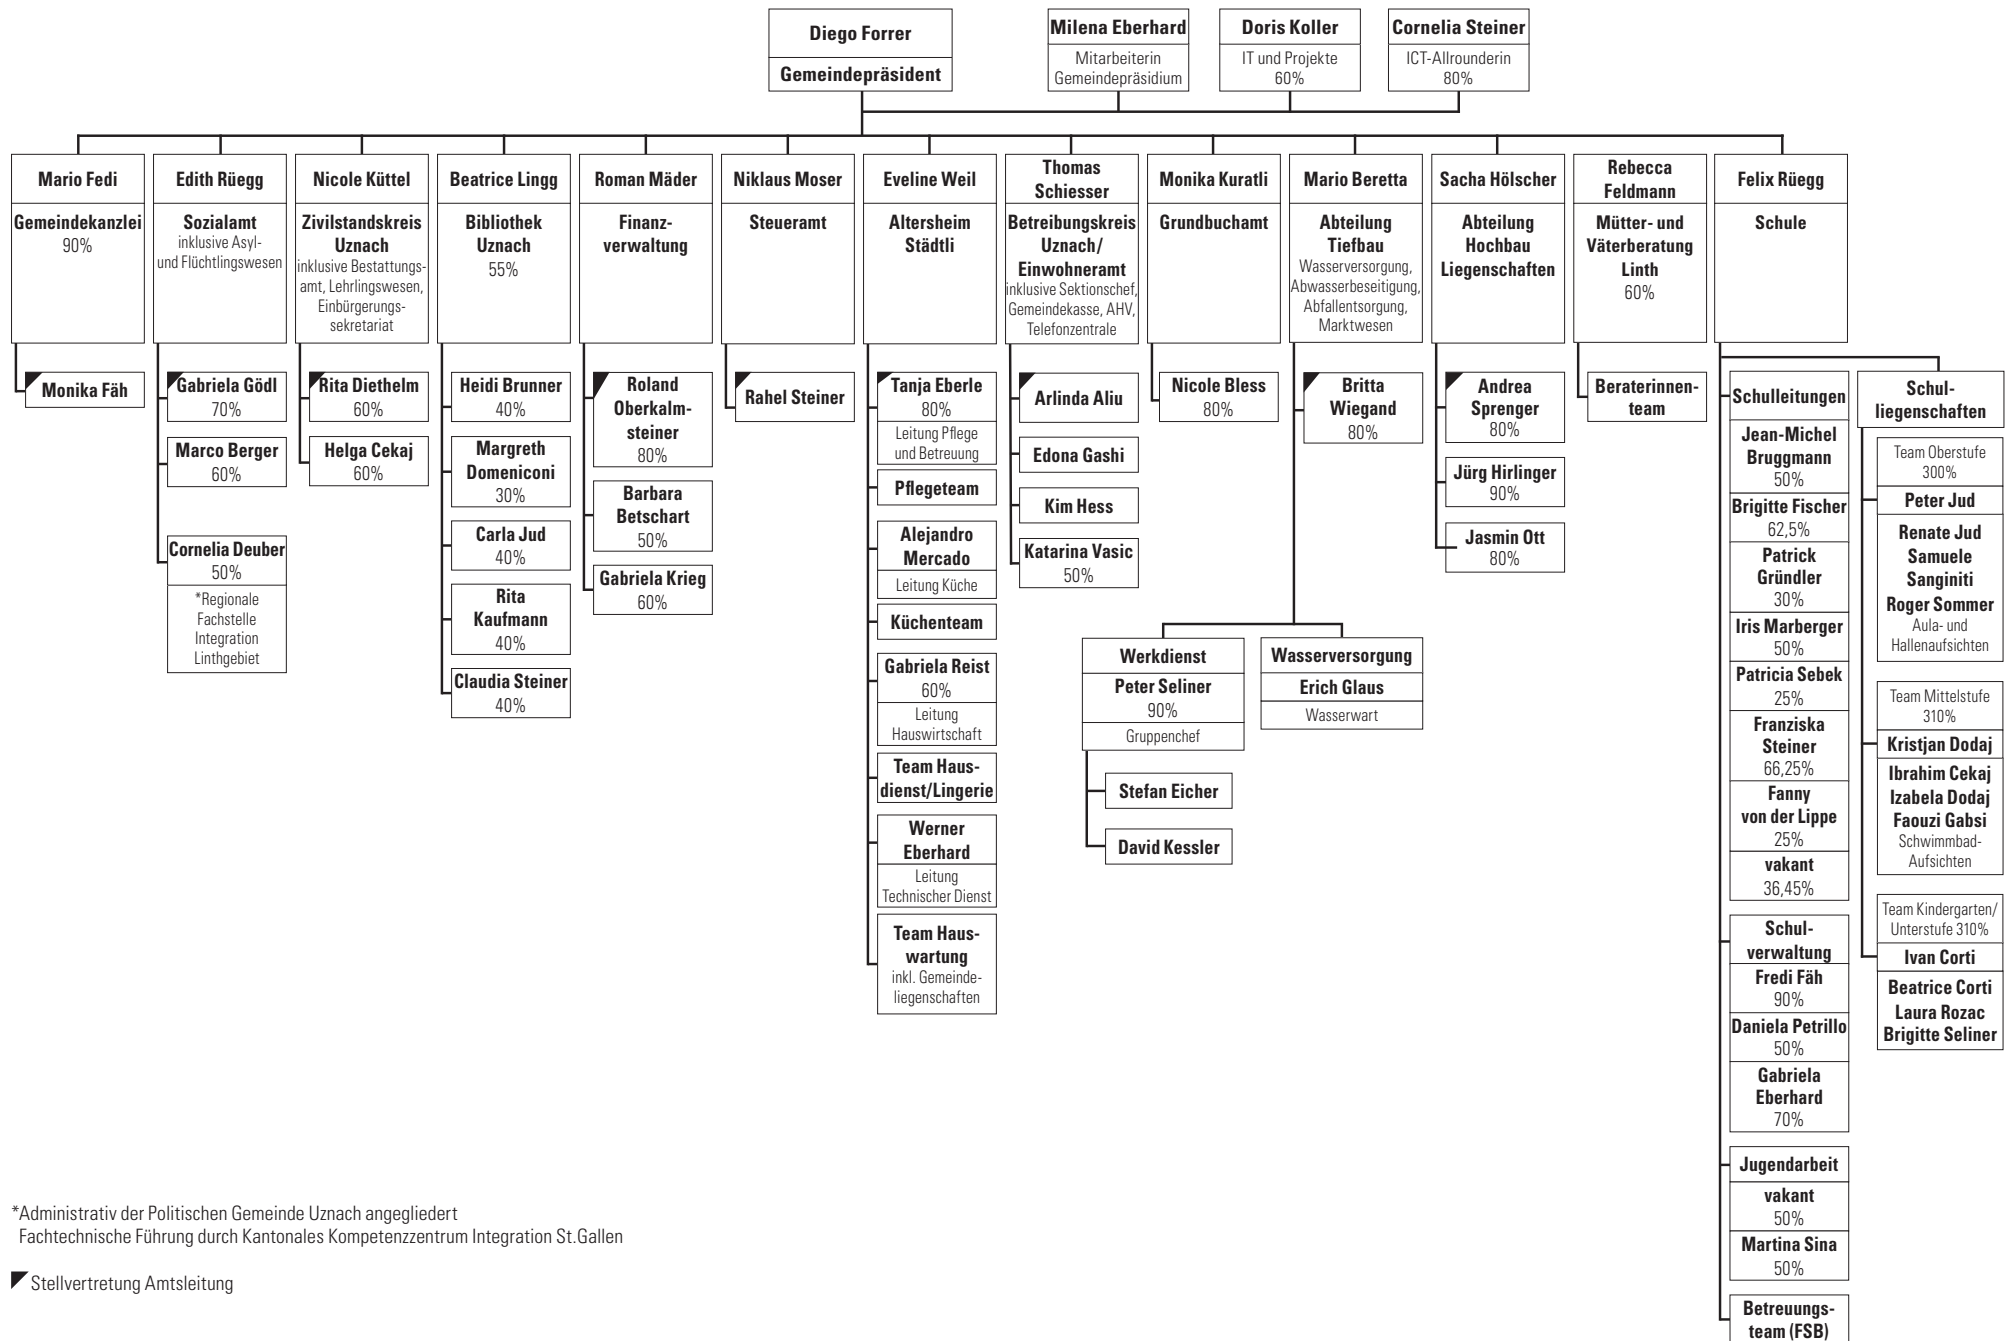 Diego Forrer
Gemeindepräsident
Milena Eberhard
Mitarbeiterin
Gemeindepräsidium
Doris Koller
IT und Projekte
60%
Cornelia Steiner
ICT-Allrounderin
80%
Mario Fedi
Gemeindekanzlei
90%
Monika Fäh
Edith Rüegg
Sozialamt
inklusive Asyl-
und Flüchtlingswesen
Gabriela Gödl
70%
Marco Berger
60%
Cornelia Deuber
50%
*Regionale
Fachstelle
Integration
Linthgebiet
Nicole Küttel
Zivilstandskreis
Uznach
inklusive Bestattungs-
amt, Lehrlingswesen,
Einbürgerungs-
sekretariat
Rita Diethelm
60%
Helga Cekaj
60%
Beatrice Lingg
Bibliothek
Uznach
55%
Heidi Brunner
40%
Margreth
Domeniconi
30%
Carla Jud
40%
Rita
Kaufmann
40%
Claudia Steiner
40%
Roman Mäder
Finanz-
verwaltung
Roland
Oberkalm-
steiner
80%
Barbara
Betschart
50%
Gabriela Krieg
60%
Niklaus Moser
Steueramt
Rahel Steiner
Eveline Weil
Altersheim
Städtli
Tanja Eberle
80%
Leitung Pflege
und Betreuung
Pflegeteam
Alejandro
Mercado
Leitung Küche
Küchenteam
Gabriela Reist
60%
Leitung
Hauswirtschaft
Team Haus-
dienst/Lingerie
Werner
Eberhard
Leitung
Technischer Dienst
Team Haus-
wartung
inkl. Gemeinde-
liegenschaften
Thomas
Schiesser
Betreibungskreis
Uznach/
Einwohneramt
inklusive Sektionschef,
Gemeindekasse, AHV,
Telefonzentrale
Arlinda Aliu
Edona Gashi
Kim Hess
Katarina Vasic
50%
Monika Kuratli
Grundbuchamt
Nicole Bless
80%
Mario Beretta
Abteilung
Tiefbau
Wasserversorgung,
Abwasserbeseitigung,
Abfallentsorgung,
Marktwesen
Britta
Wiegand
80%
Werkdienst
Peter Seliner
90%
Gruppenchef
Stefan Eicher
David Kessler
Wasserversorgung
Erich Glaus
Wasserwart
Sacha Hölscher
Abteilung
Hochbau
Liegenschaften
Andrea
Sprenger
80%
Jürg Hirlinger
90%
Jasmin Ott
80%
Rebecca
Feldmann
Mütter- und
Väterberatung
Linth
60%
Beraterinnen-
team
Felix Rüegg
Schule
Schulleitungen
Jean-Michel
Bruggmann
50%
Brigitte Fischer
62,5%
Patrick
Gründler
30%
Iris Marberger
50%
Patricia Sebek
25%
Franziska
Steiner
66,25%
Fanny
von der Lippe
25%
vakant
36,45%
Schul-
verwaltung
Fredi Fäh
90%
Daniela Petrillo
50%
Gabriela
Eberhard
70%
Jugendarbeit
vakant
50%
Martina Sina
50%
Betreuungs-
team (FSB)
Schul-
liegenschaften
Team Oberstufe
300%
Peter Jud
Renate Jud
Samuele
Sanginiti
Roger Sommer
Aula- und
Hallenaufsichten
Team Mittelstufe
310%
Kristjan Dodaj
Ibrahim Cekaj
Izabela Dodaj
Faouzi Gabsi
Schwimmbad-
Aufsichten
Team Kindergarten/
Unterstufe 310%
Ivan Corti
Beatrice Corti
Laura Rozac
Brigitte Seliner
*Administrativ der Politischen Gemeinde Uznach angegliedert
Fachtechnische Führung durch Kantonales Kompetenzzentrum Integration St.Gallen
Stellvertretung Amtsleitung